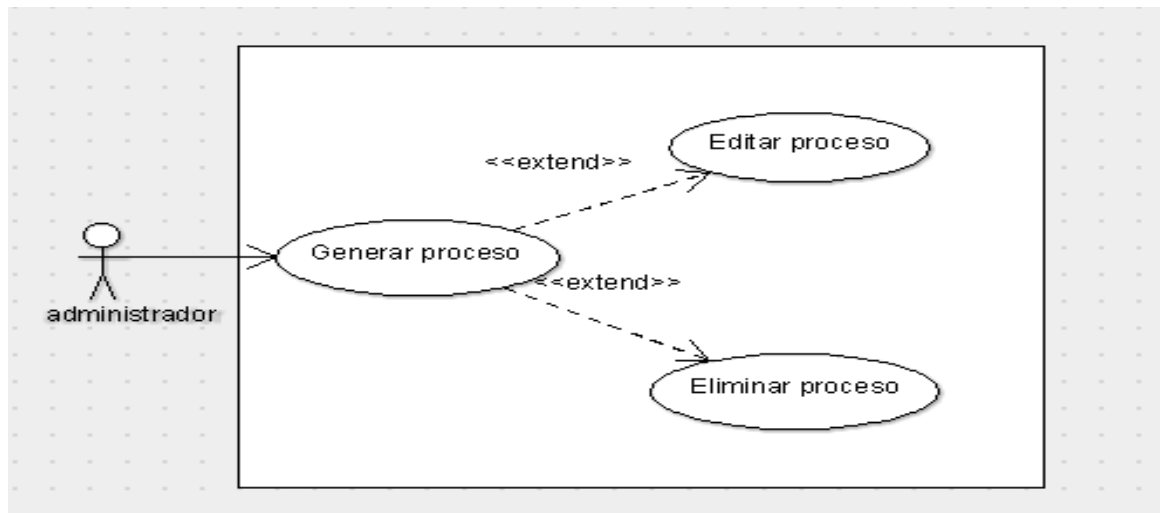 Editar proceso
<<extend>>
Generar proceso
<<extend>>
administrador
Eliminar proceso